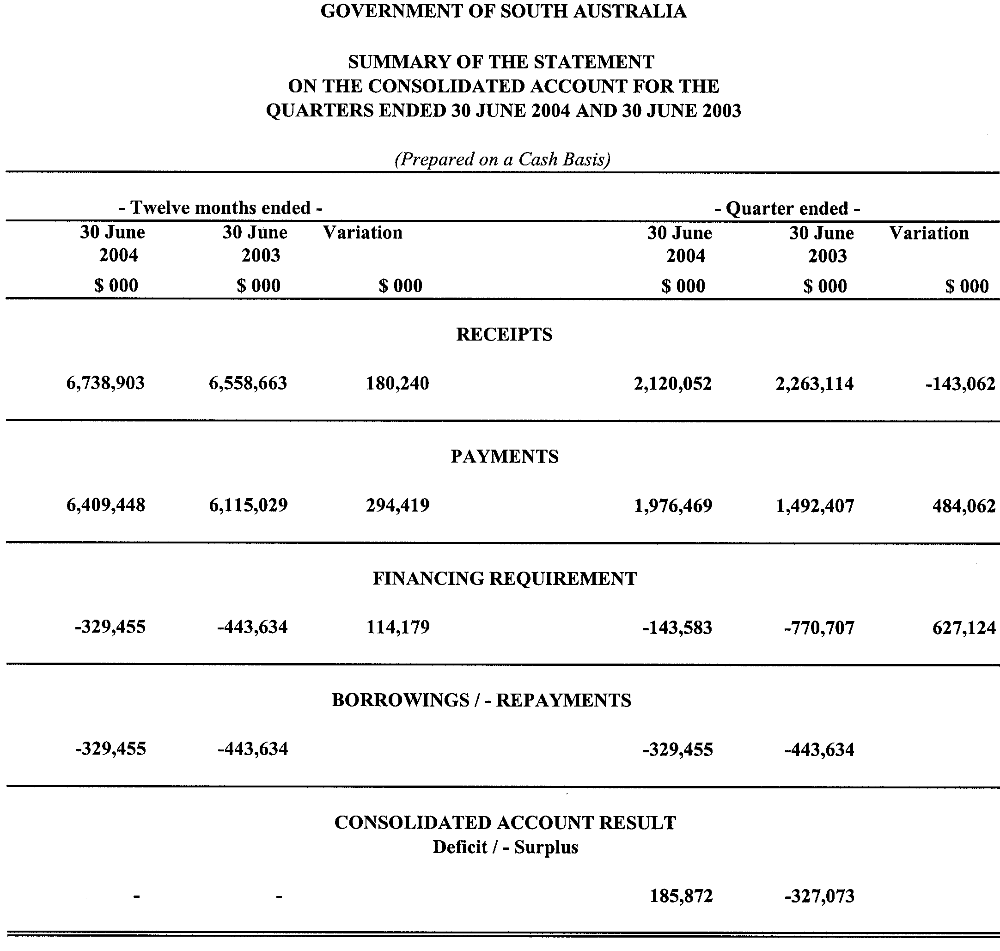 GOVERNMENT OF SOUTH AUSTRALIA
SUMMARY OF THE STATEMENT
ON THE CONSOLIDATED ACCOUNT FOR THE
QUARTERS ENDED 30 JUNE 2004 AND 30 JUNE 2003
(Prepared on a Cash Basis)
- Twelve months ended - - Quarter ended -
30 June 30 June Variation 30 June 30 June Variation
2004 2003 2004 2003
$ 000 $ 000 $ 000 $ 000 $ 000 $ 000
RECEIPTS
6,738,903 6,558,663 180,240 2,120,052 2,263,114 -143,062
PAYMENTS
6,409,448 6,115,029 294,419 1,976,469 1,492,407 484,062
FINANCING REQUIREMENT
-329,455 -443,634 114,179 -143,583 -770,707 627,124
BORROWINGS / - REPAYMENTS
-329,455 -443,634 -329,455 -443,634
CONSOLIDATED ACCOUNT RESULT
Deficit / - Surplus
- - 185,872 -327,073